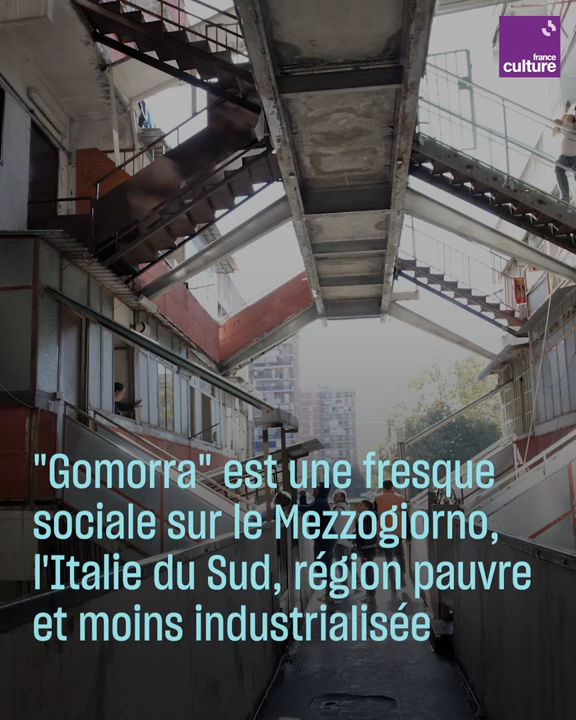 france
culture
"Gomorra" est une fresque
sociale sur le Mezzogiorno,
l'Italie du Sud, région pauvre
et moins industrialisée